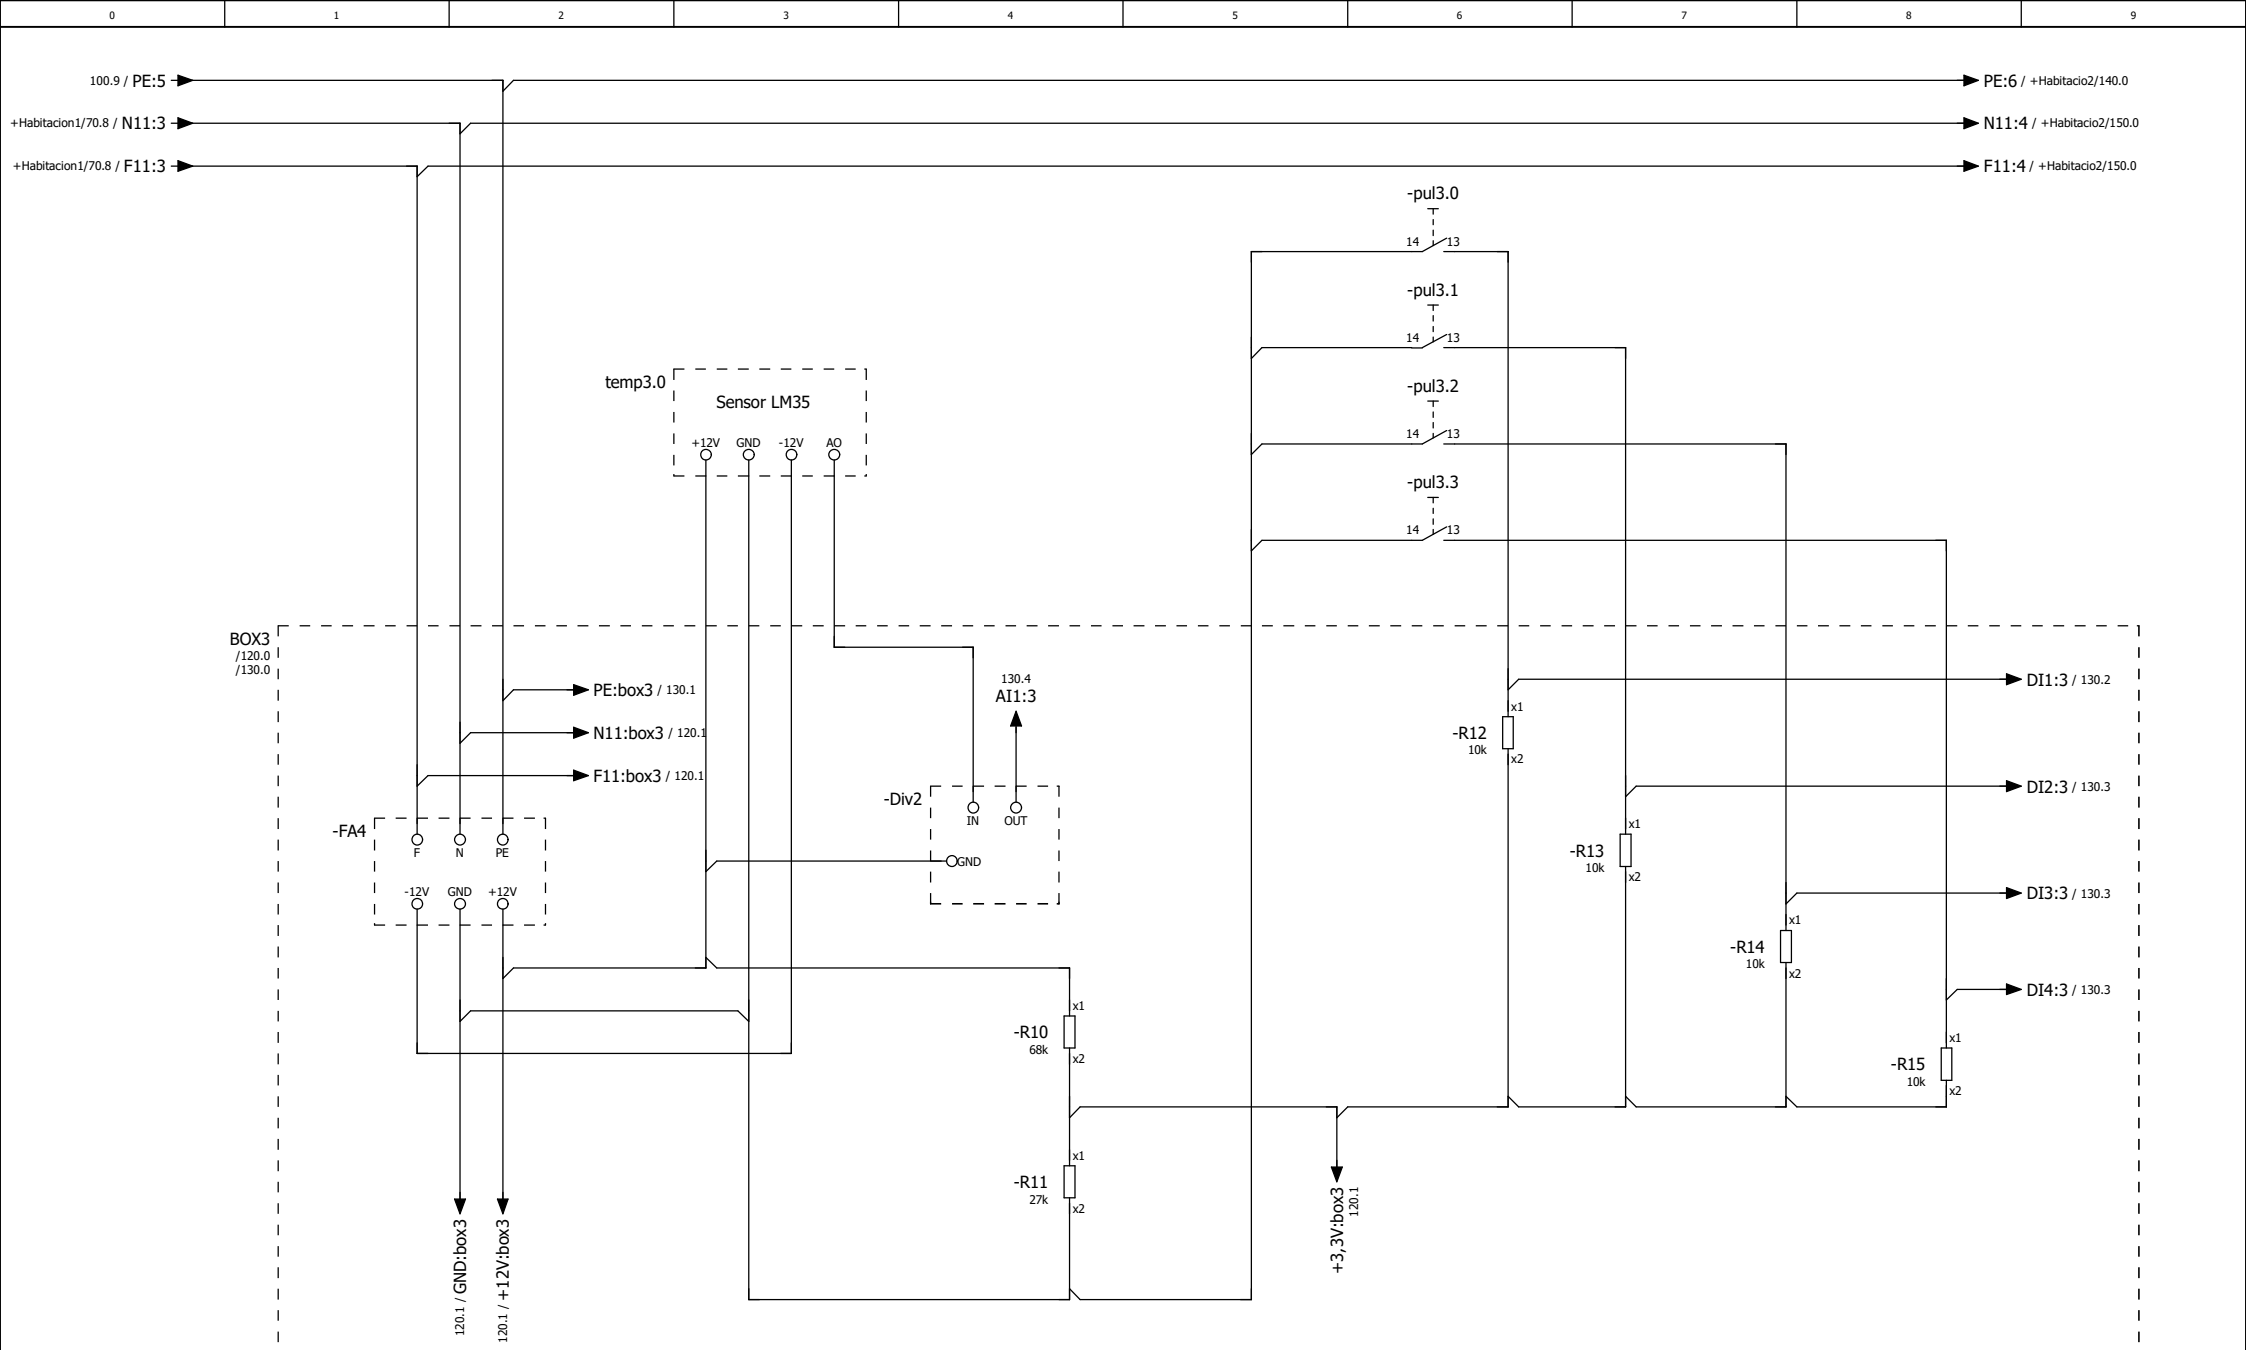 0 1 2 3 4 5 6 7 8 9
100.9 / PE:5
PE:6 / +Habitacio2/140.0
+Habitacion1/70.8 / N11:3
N11:4 / +Habitacio2/150.0
+Habitacion1/70.8 / F11:3
F11:4 / +Habitacio2/150.0
-pul3.0
14 13
-pul3.1
14 13
temp3.0
Sensor LM35
+12V GND -12V AO
-pul3.2
14 13
-pul3.3
14 13
BOX3
/120.0
/130.0
PE:box3 / 130.1
N11:box3 / 120.1
F11:box3 / 120.1
130.4
AI1:3
-Div2
IN OUT
GND
-FA4
F N PE
-12V GND +12V
DI1:3 / 130.2
x1
-R12
10k
x2
DI2:3 / 130.3
x1
-R13
10k
x2
DI3:3 / 130.3
x1
-R14
10k
x2
DI4:3 / 130.3
x1
-R15
10k
x2
x1
-R10
68k
x2
x1
-R11
27k
x2
+3,3V:box3
120.1
120.1 / GND:box3
120.1 / +12V:box3